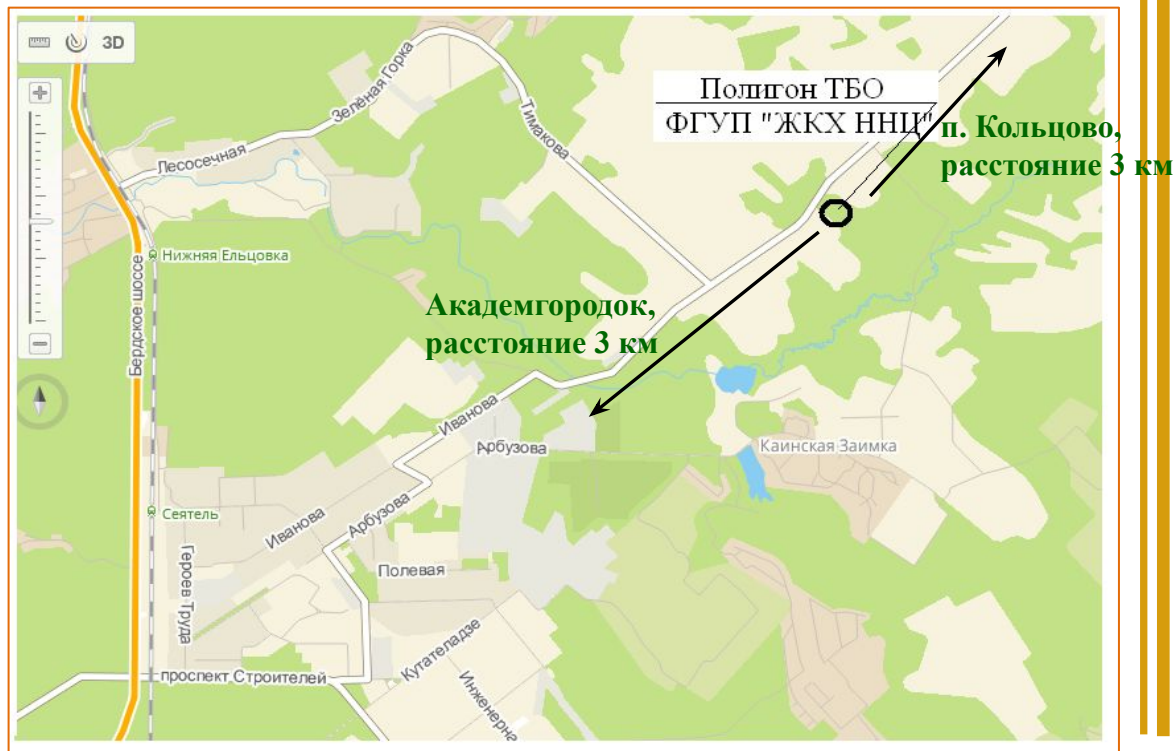 3D
Зелёная Горка
Тимакова
Лесосечная
Полигон ТБО
ФГУП "ЖКХ ННЦ"
п. Кольцово,
расстояние 3 км
Нижняя Ельцовка
Бердское шоссе
Академгородок,
расстояние 3 км
Иванова
Арбузова
Каинская Заимка
Сеятель
Иванова
Арбузова
Героев Труда
Полевая
Кутателадзе
проспект Строителей
Инженерна